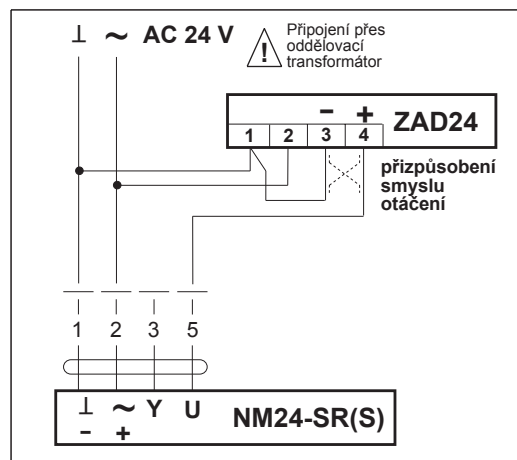 ⊥ ~ AC 24 V
! Připojení přes
oddělovací
transformátor
- +
1 2 3 4
ZAD24
přizpůsobení
smyslu
otáčení
1 2 3 5
⊥ ~ Y U
- +
NM24-SR(S)